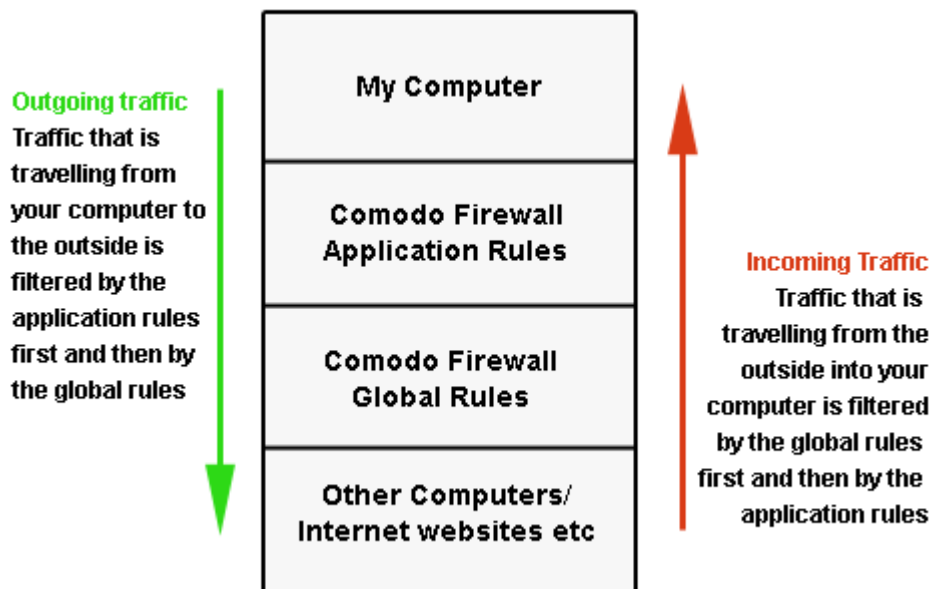 My Computer
Outgoing traffic
Traffic that is
travelling from
your computer to
the outside is
filtered by the
application rules
first and then by
the global rules
Comodo Firewall
Application Rules
Incoming Traffic
Traffic that is
travelling from the
outside into your
computer is filtered
by the global rules
first and then by the
application rules
Comodo Firewall
Global Rules
Other Computers/
Internet websites etc